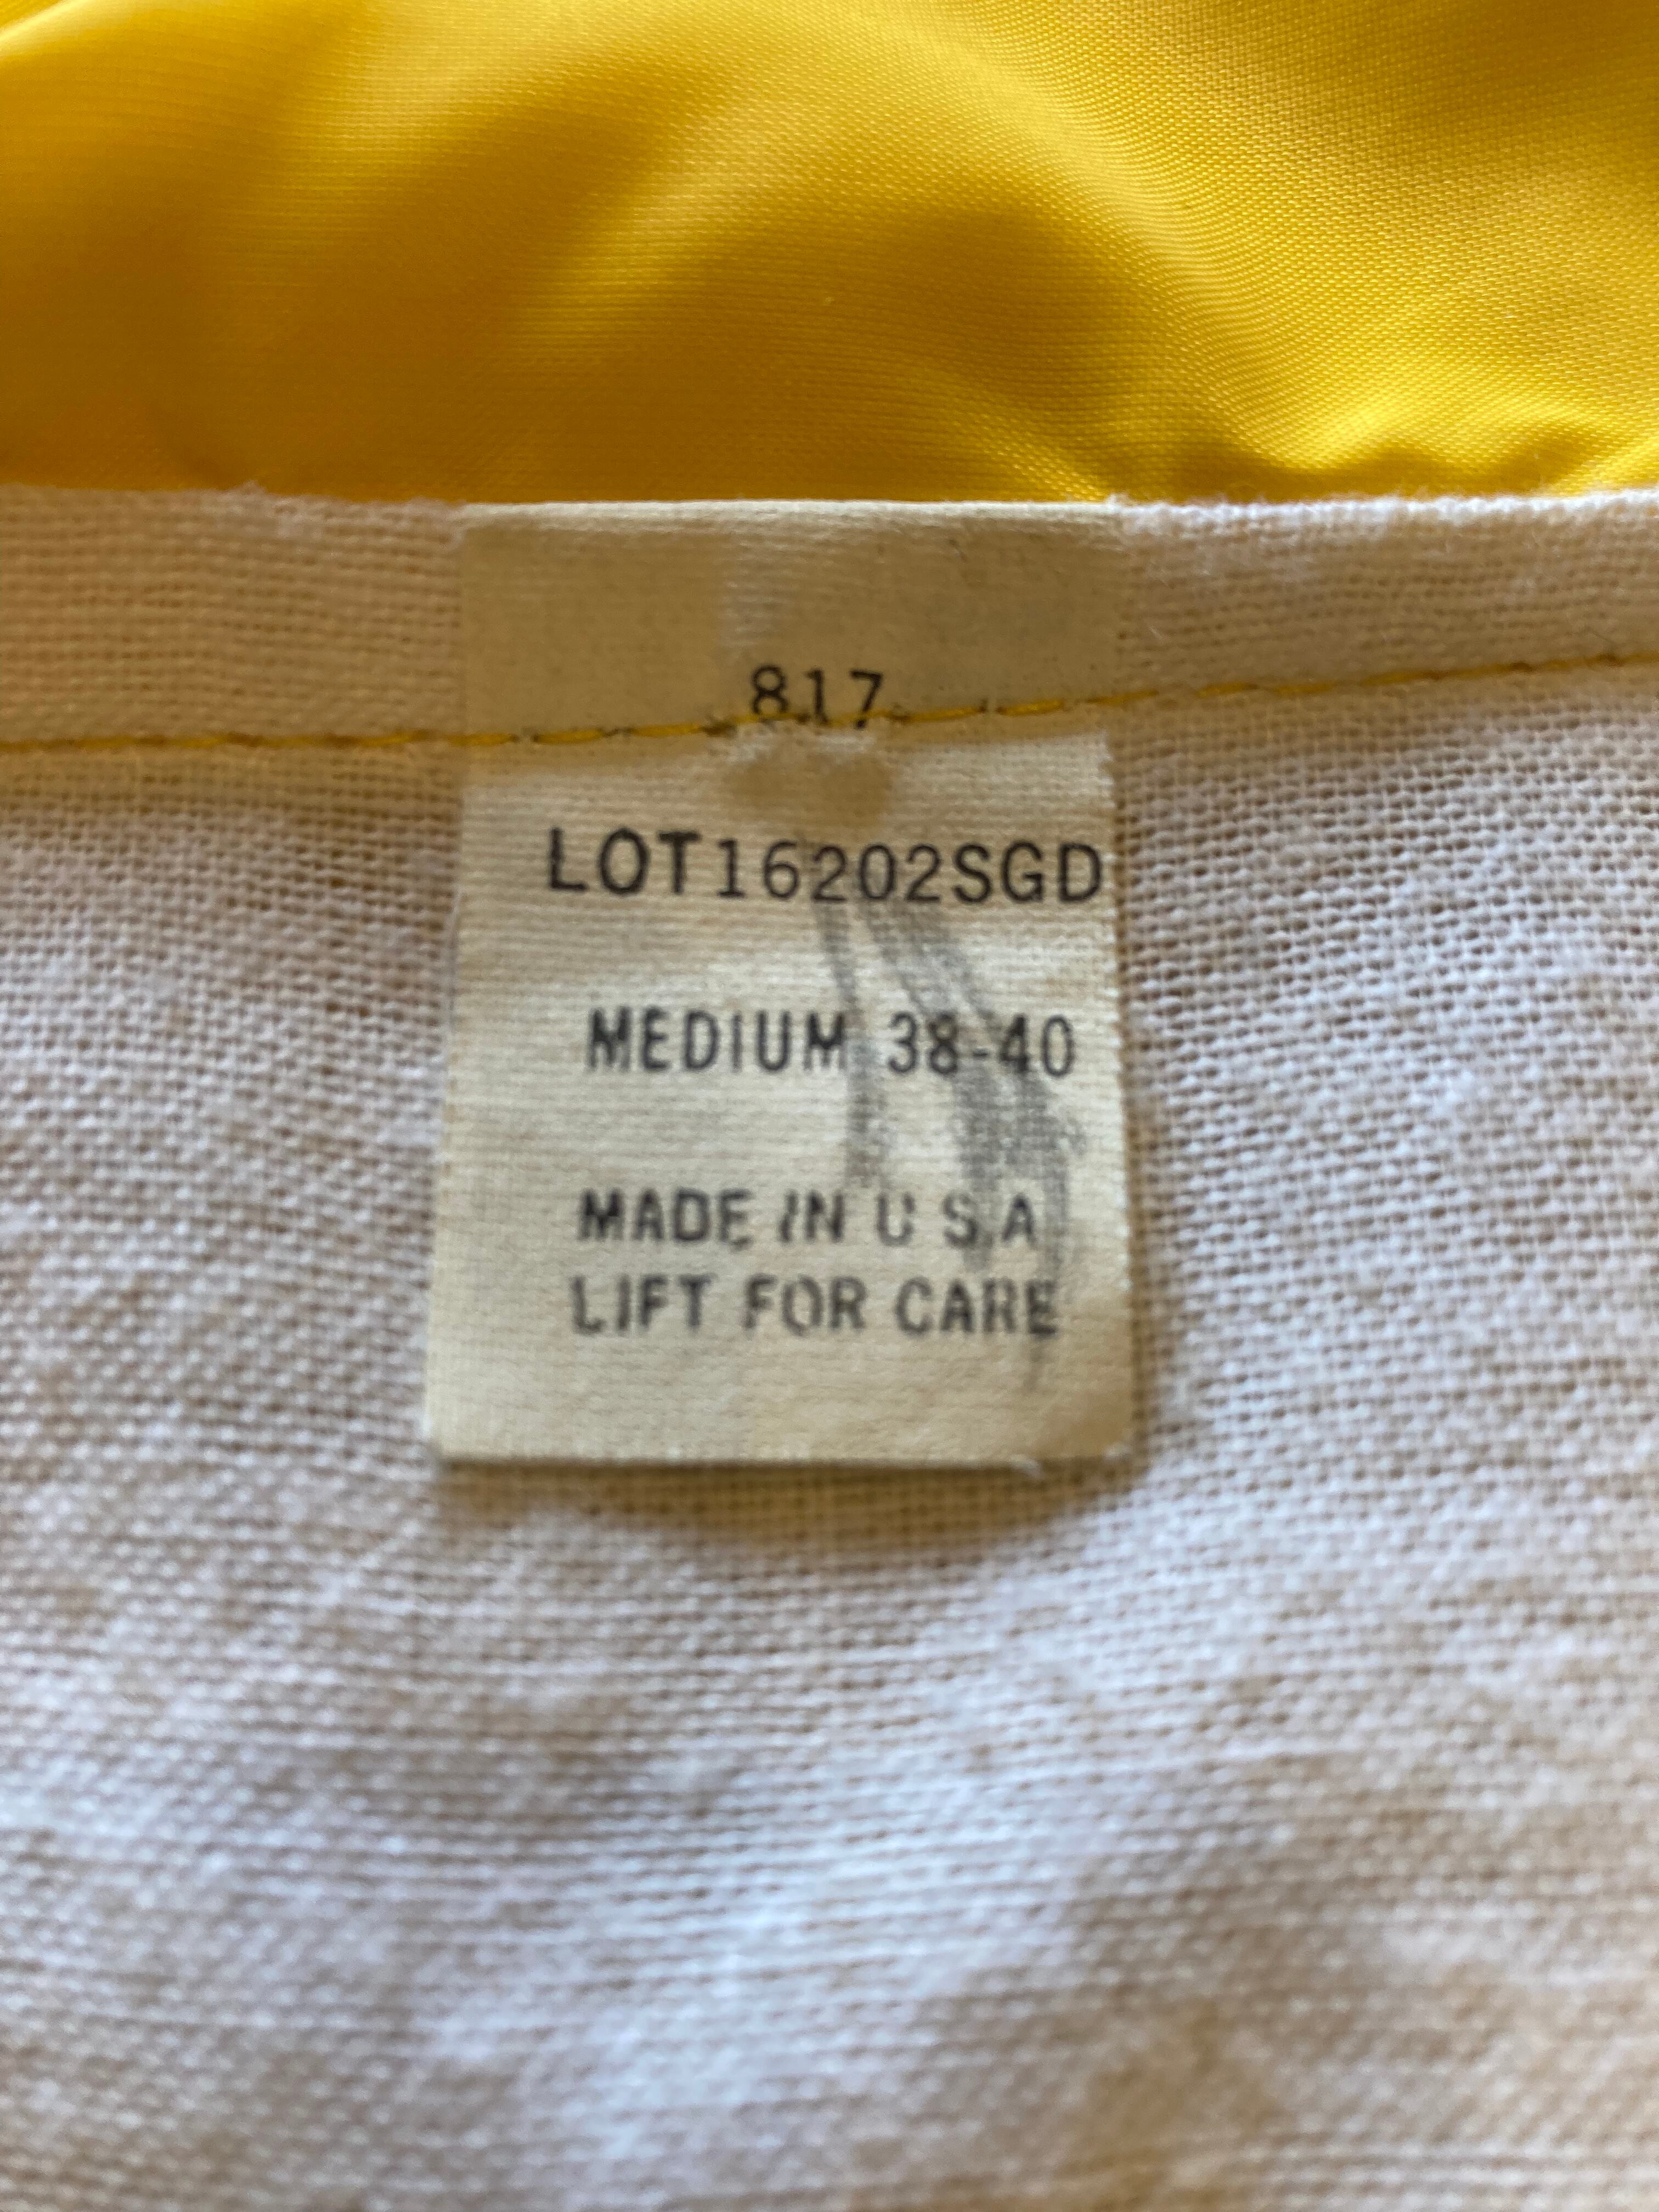 817
LOT16202SGD
MEDIUM 38-40
MADE IN U S.A
LIFT FOR CARE